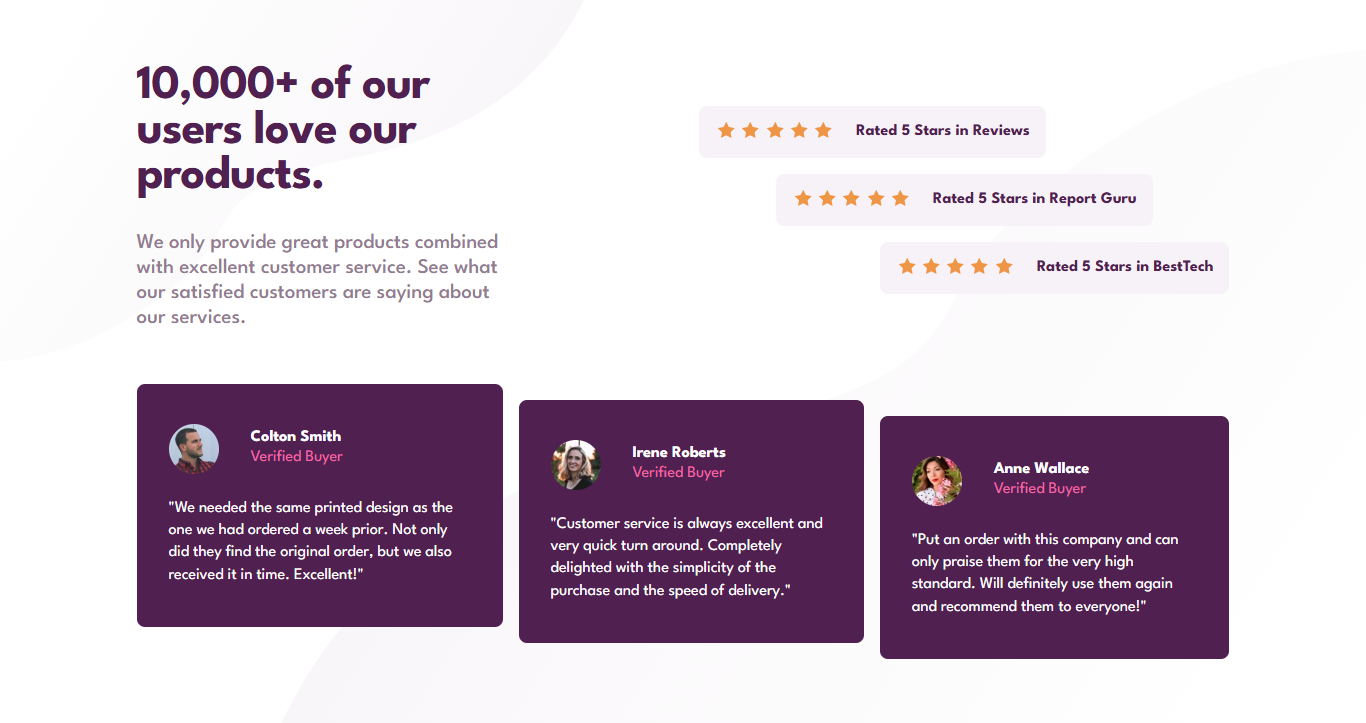 10,000+ of our
users love our
products.
We only provide great products combined
with excellent customer service. See what
our satisfied customers are saying about
our services.
Rated 5 Stars in Reviews
Rated 5 Stars in Report Guru
Rated 5 Stars in BestTech
Colton Smith
Verified Buyer
"We needed the same printed design as the
one we had ordered a week prior. Not only
did they find the original order, but we also
received it in time. Excellent!"
Irene Roberts
Verified Buyer
"Customer service is always excellent and
very quick turn around. Completely
delighted with the simplicity of the
purchase and the speed of delivery."
Anne Wallace
Verified Buyer
"Put an order with this company and can
only praise them for the very high
standard. Will definitely use them again
and recommend them to everyone!"